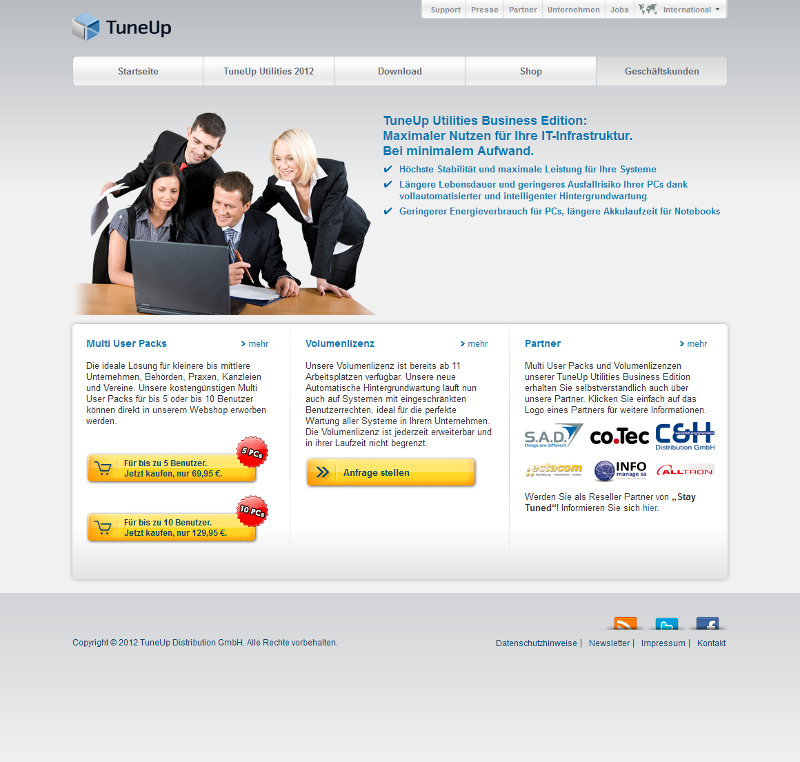 Support Presse Partner Unternehmen Jobs International
TuneUp
Startseite TuneUp Utilities 2012 Download Shop Geschäftskunden
TuneUp Utilities Business Edition:
Maximaler Nutzen für Ihre IT-Infrastruktur.
Bei minimalem Aufwand.
Höchste Stabilität und maximale Leistung für Ihre Systeme
Längere Lebensdauer und geringeres Ausfallrisiko Ihrer PCs dank
vollautomatisierter und intelligenter Hintergrundwartung
Geringerer Energieverbrauch für PCs, längere Akkulaufzeit für Notebooks
Multi User Packs mehr
Die ideale Lösung für kleinere bis mittlere
Unternehmen, Behörden, Praxen, Kanzleien
und Vereine. Unsere kostengünstigen Multi
User Packs für bis 5 oder bis 10 Benutzer
können direkt in unserem Webshop erworben
werden.
5 PCs
Für bis zu 5 Benutzer.
Jetzt kaufen, nur 69,95 €.
10 PCs
Für bis zu 10 Benutzer.
Jetzt kaufen, nur 129,95 €.
Volumenlizenz mehr
Unsere Volumenlizenz ist bereits ab 11
Arbeitsplätzen verfügbar. Unsere neue
Automatische Hintergrundwartung läuft nun
auch auf Systemen mit eingeschränkten
Benutzerrechten, ideal für die perfekte
Wartung aller Systeme in Ihrem Unternehmen.
Die Volumenlizenz ist jederzeit erweiterbar und
in ihrer Laufzeit nicht begrenzt.
Anfrage stellen
Partner mehr
Multi User Packs und Volumenlizenzen
unserer TuneUp Utilities Business Edition
erhalten Sie selbstverständlich auch über
unsere Partner. Klicken Sie einfach auf das
Logo eines Partners für weitere Informationen.
S.A.D. co.Tec C&H
things are different
Distribution GmbH
ectacom INFO ALLTRON
manage sa
Werden Sie als Reseller Partner von „Stay
Tuned“! Informieren Sie sich hier.
Copyright © 2012 TuneUp Distribution GmbH. Alle Rechte vorbehalten.
Datenschutzhinweise | Newsletter | Impressum | Kontakt